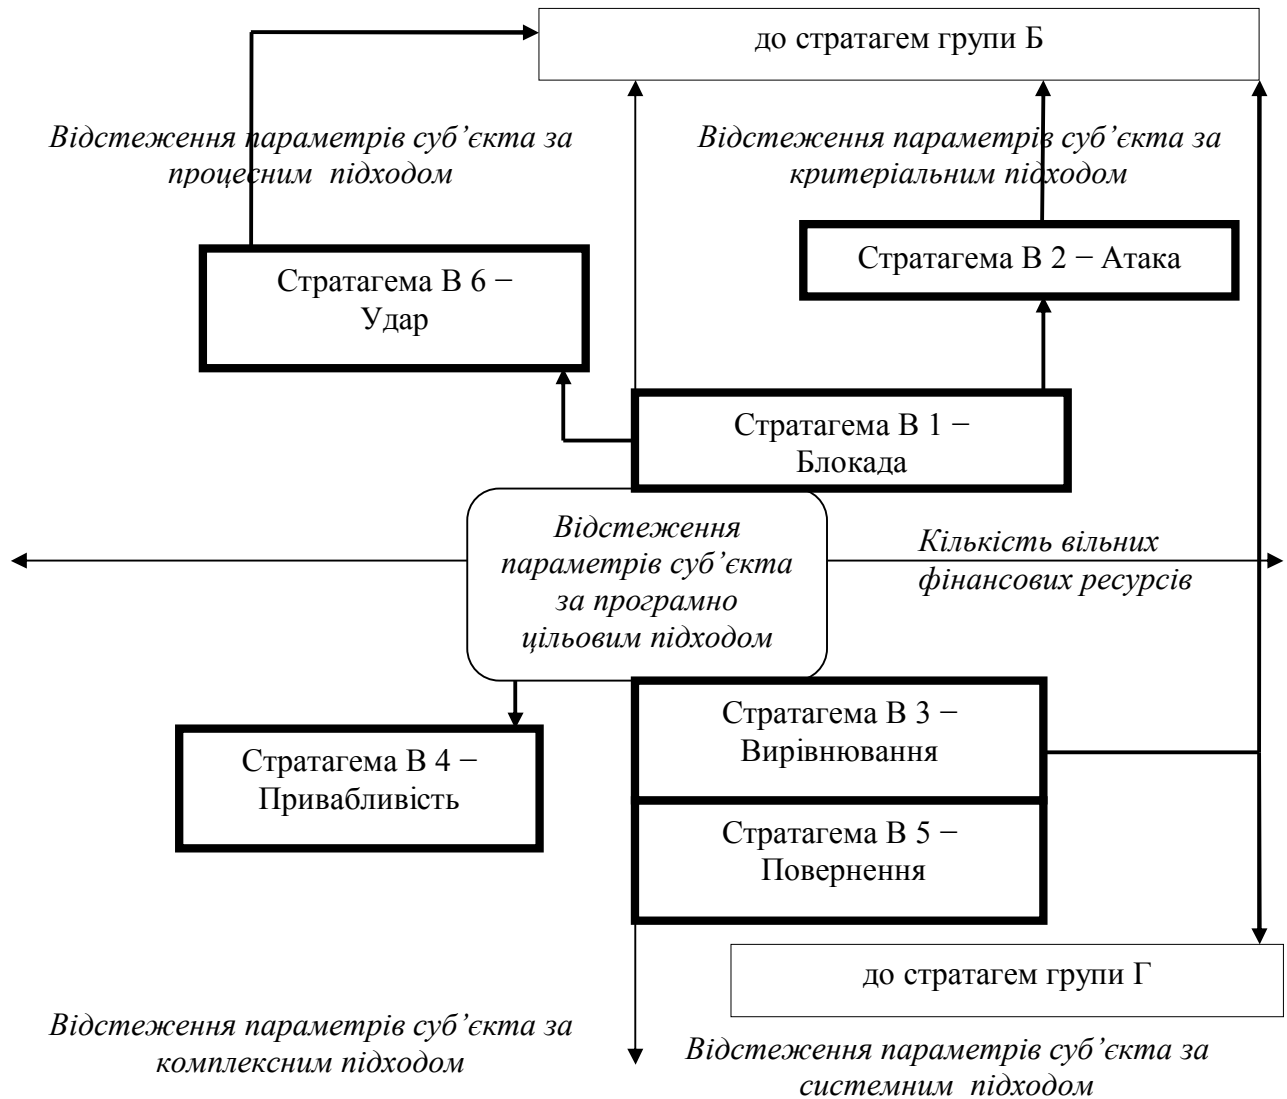 до стратагем групи Б
Відстеження параметрів суб’єкта за
процесним підходом
Відстеження параметрів суб’єкта за
критеріальним підходом
Стратагема В 6 −
Удар
Стратагема В 2 − Атака
Стратагема В 1 −
Блокада
Відстеження
параметрів суб’єкта
за програмно
цільовим підходом
Кількість вільних
фінансових ресурсів
Стратагема В 3 −
Вирівнювання
Стратагема В 4 −
Привабливість
Стратагема В 5 −
Повернення
до стратагем групи Г
Відстеження параметрів суб’єкта за
комплексним підходом
Відстеження параметрів суб’єкта за
системним підходом